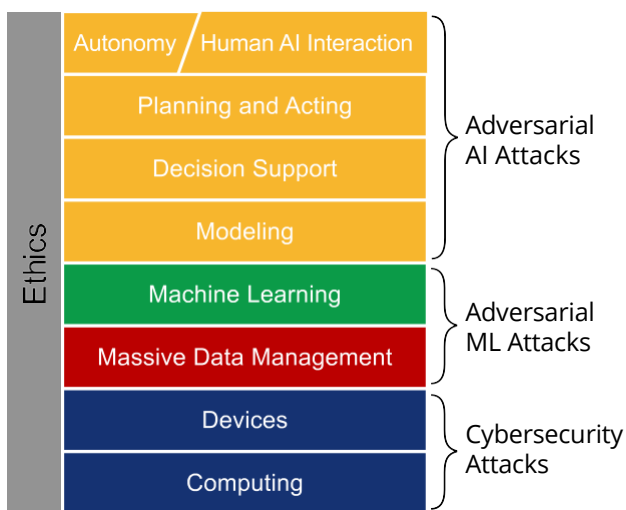 Autonomy / Human AI Interaction
Planning and Acting
Decision Support
Modeling
Machine Learning
Massive Data Management
Devices
Computing
Ethics
Adversarial
AI Attacks
Adversarial
ML Attacks
Cybersecurity
Attacks